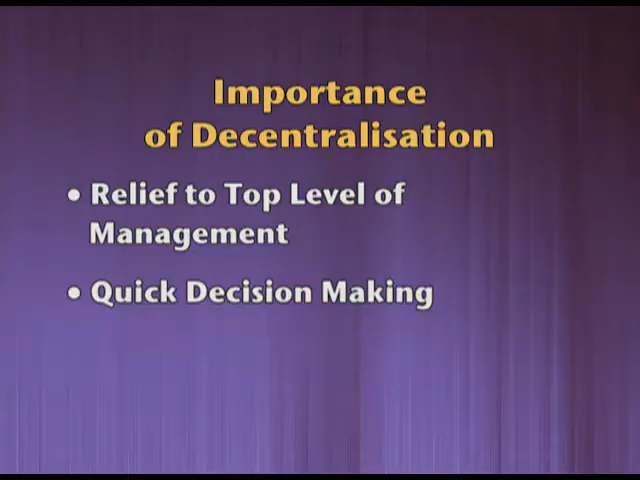 Importance
of Decentralisation
• Relief to Top Level of
Management
• Quick Decision Making